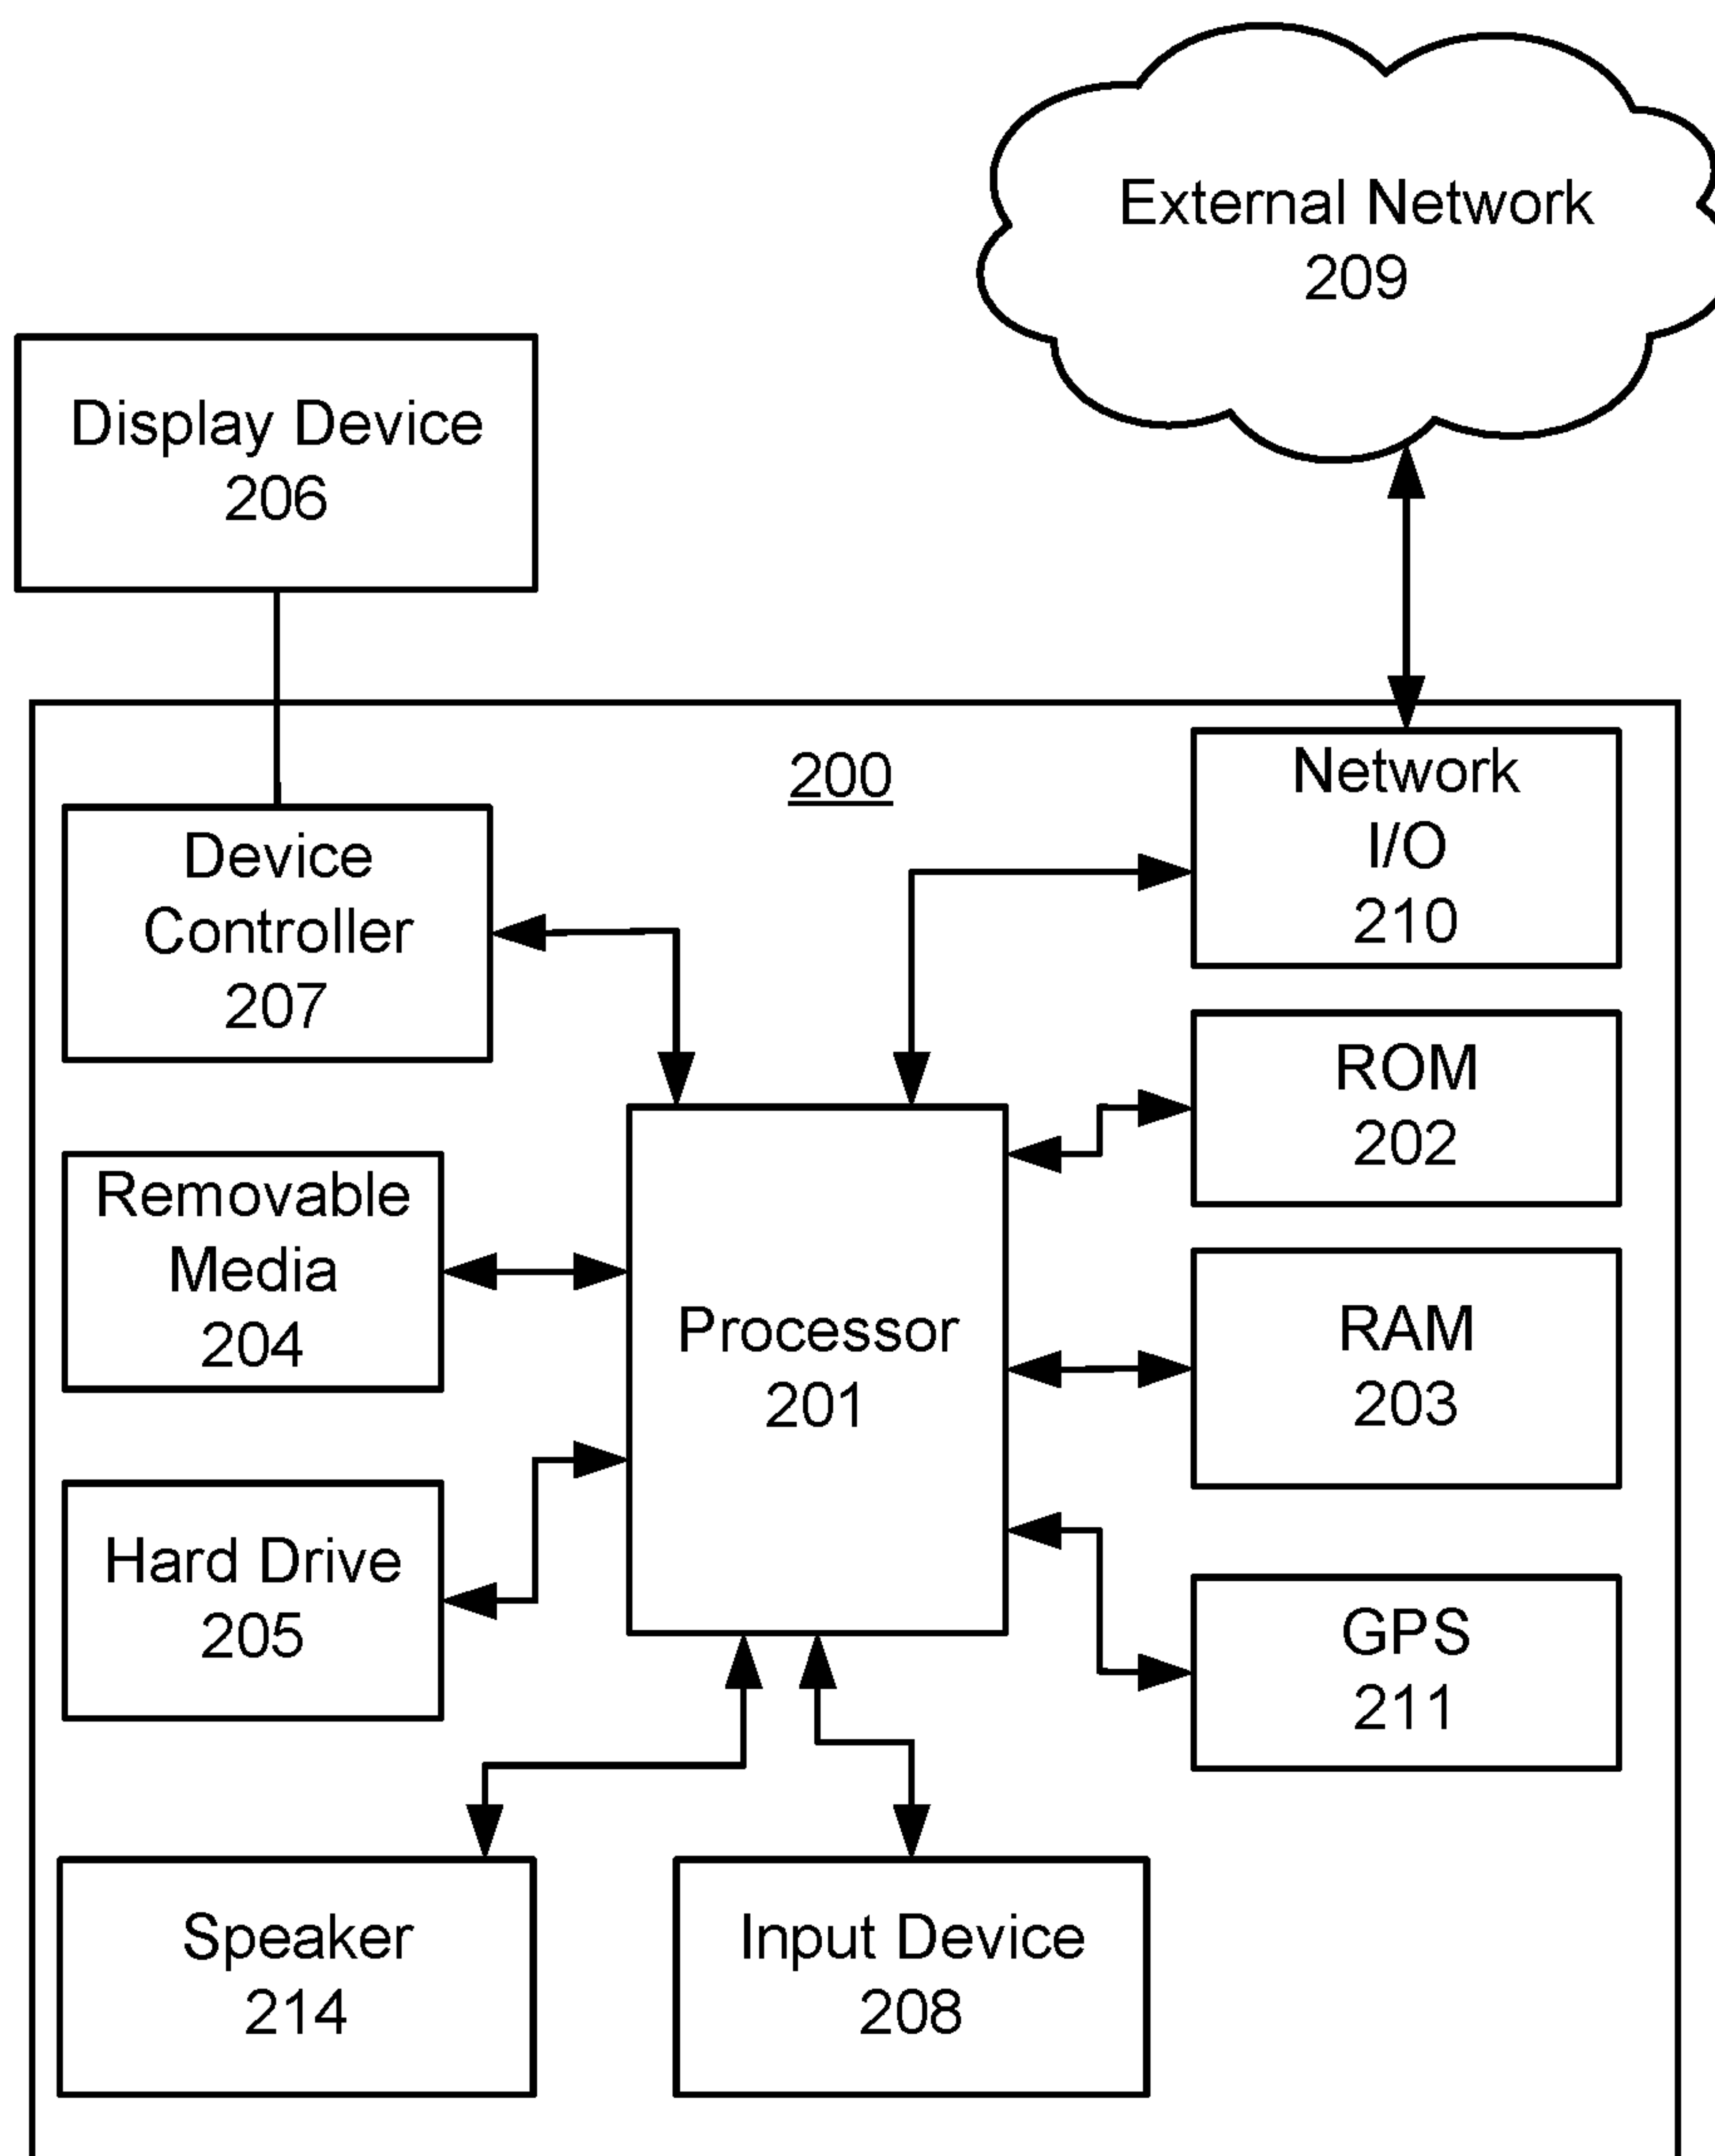 External Network
209
Display Device
206
200
Network
I/O
210
Device
Controller
207
ROM
202
Removable
Media
204
Processor
201
RAM
203
Hard Drive
205
GPS
211
Speaker
214
Input Device
208